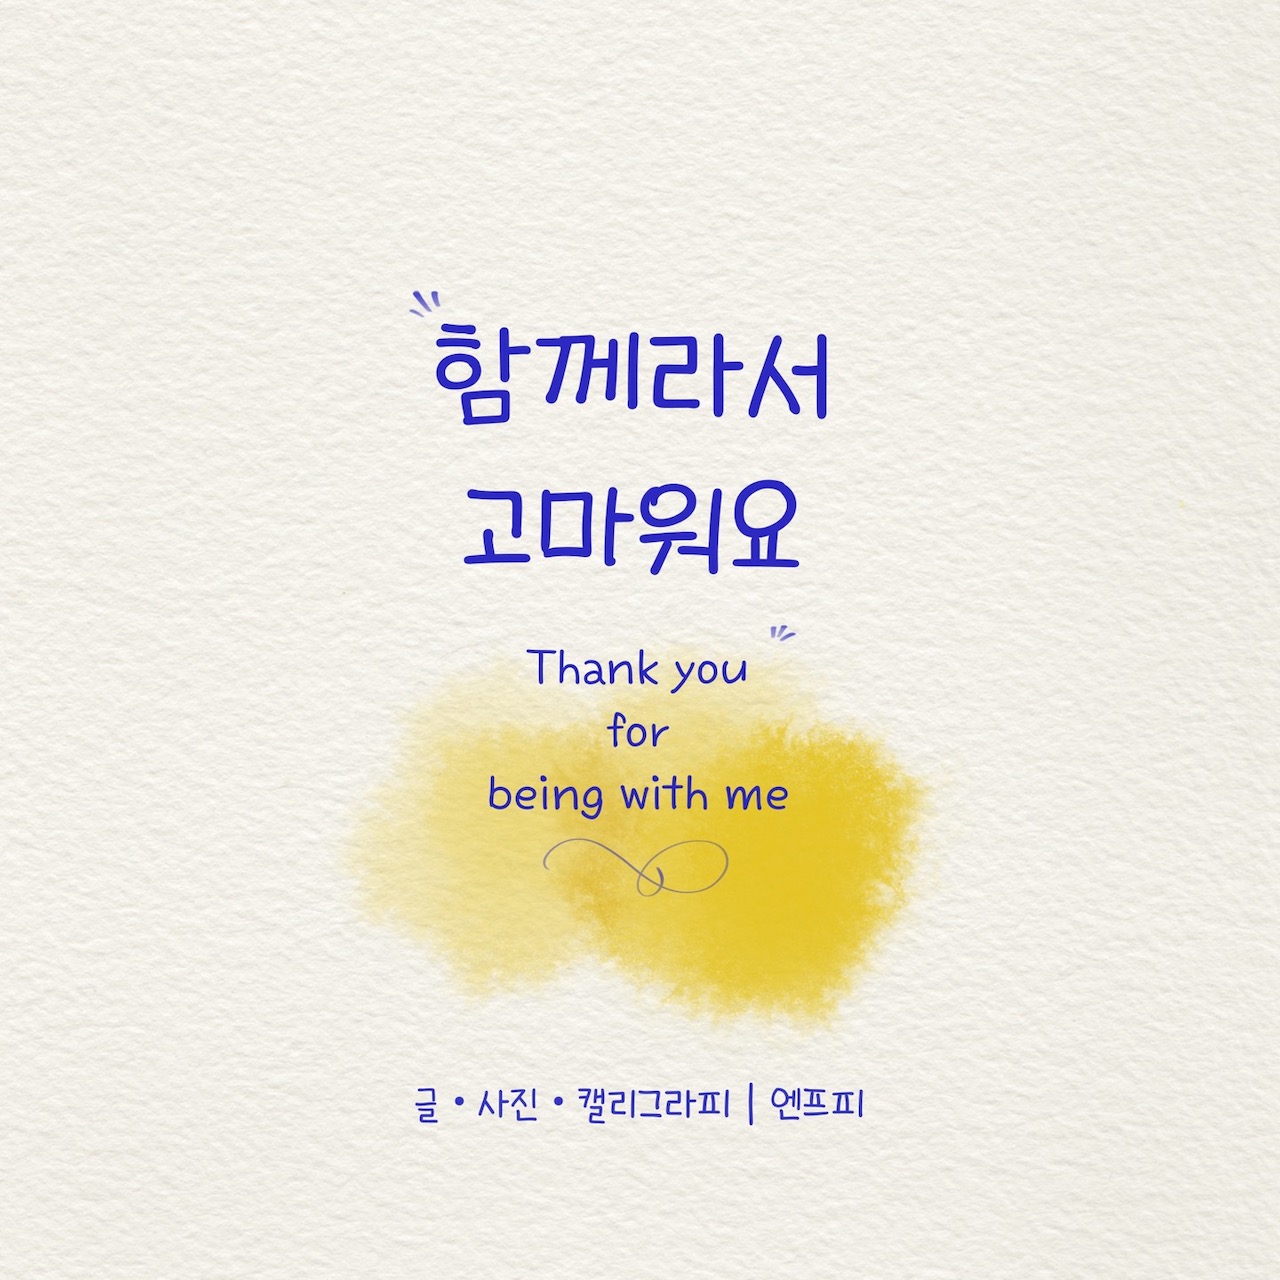 함께라서
고마워요
Thank you
for
being with me
글 • 사진 • 캘리그라피 | 엔프피